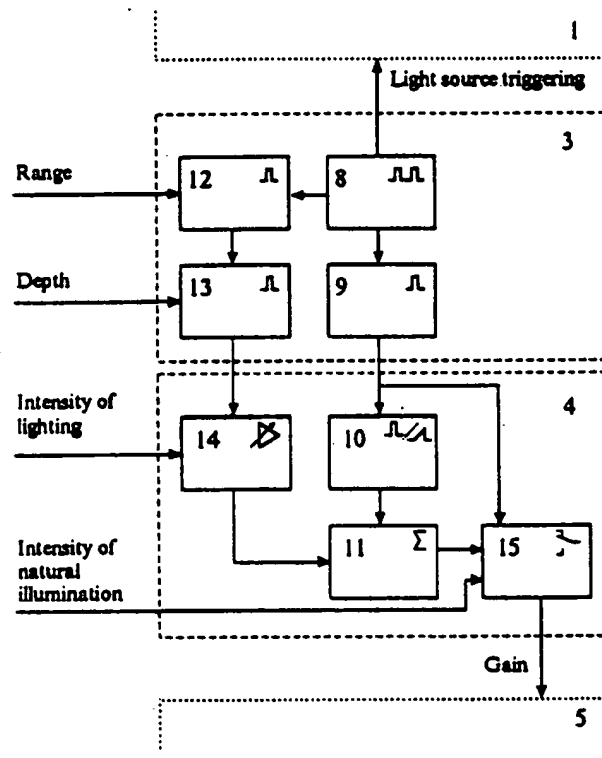 1
Light source triggering
3
Range
12
8
Depth
13
9
Intensity of
lighting
4
14
10
Intensity of
natural
illumination
11
Σ
15
Gain
5